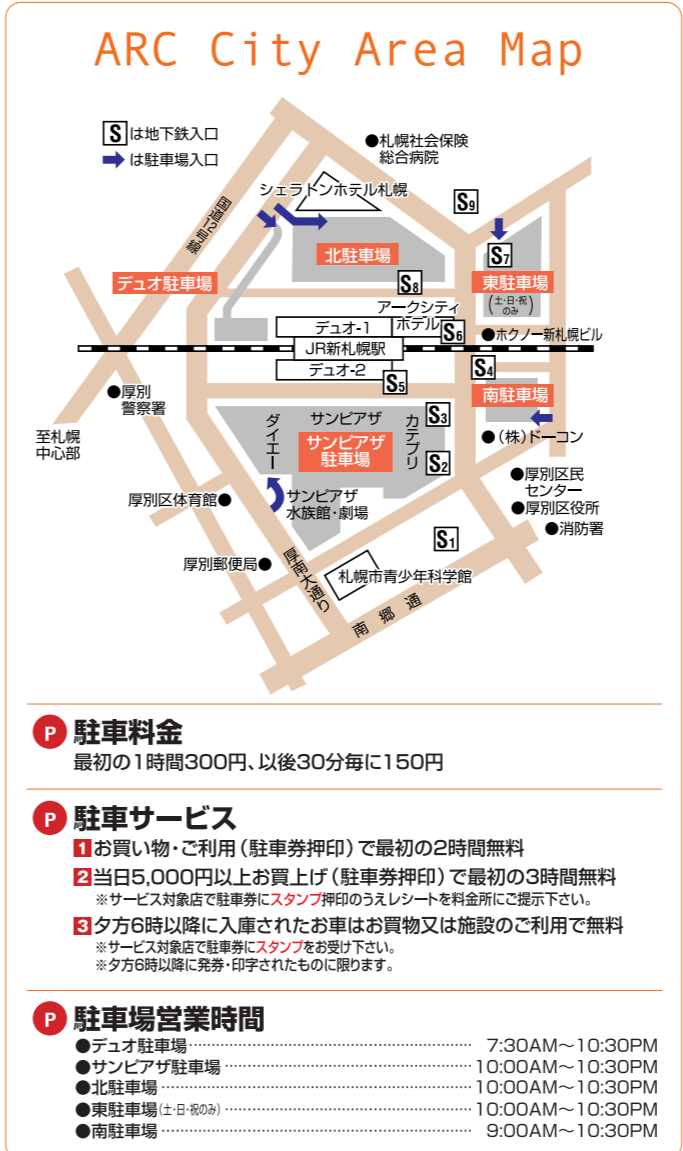 ARC City Area Map
Sは地下鉄入口
➡は駐車場入口
●札幌社会保険
総合病院
シェラトンホテル札幌
S9
国道12号線
北駐車場
S7
デュオ駐車場
東駐車場
(土・日・祝
のみ)
S8
アークシティ
ホテル
デュオ-1
S6
●ホクノー新札幌ビル
JR新札幌駅
デュオ-2
S4
S5
●厚別
警察署
南駐車場
至札幌
中心部
ダイエー
サンピアザ
カテプリ
S3
サンピアザ
駐車場
●(株)ドーコン
S2
●厚別区民
センター
厚別区体育館●
サンピアザ
水族館・劇場
●厚別区役所
●消防署
S1
厚別郵便局●
厚南大通り
札幌市青少年科学館
南郷通
P 駐車料金
最初の1時間300円、以後30分毎に150円
P 駐車サービス
1お買い物・ご利用(駐車券押印)で最初の2時間無料
2当日5,000円以上お買上げ(駐車券押印)で最初の3時間無料
※サービス対象店で駐車券にスタンプ押印のうえレシートを料金所にご提示下さい。
3夕方6時以降に入庫されたお車はお買物又は施設のご利用で無料
※サービス対象店で駐車券にスタンプをお受け下さい。
※夕方6時以降に発券・印字されたものに限ります。
P 駐車場営業時間
●デュオ駐車場 7:30AM～10:30PM
●サンピアザ駐車場 10:00AM～10:30PM
●北駐車場 10:00AM～10:30PM
●東駐車場(土・日・祝のみ) 10:00AM～10:30PM
●南駐車場 9:00AM～10:30PM